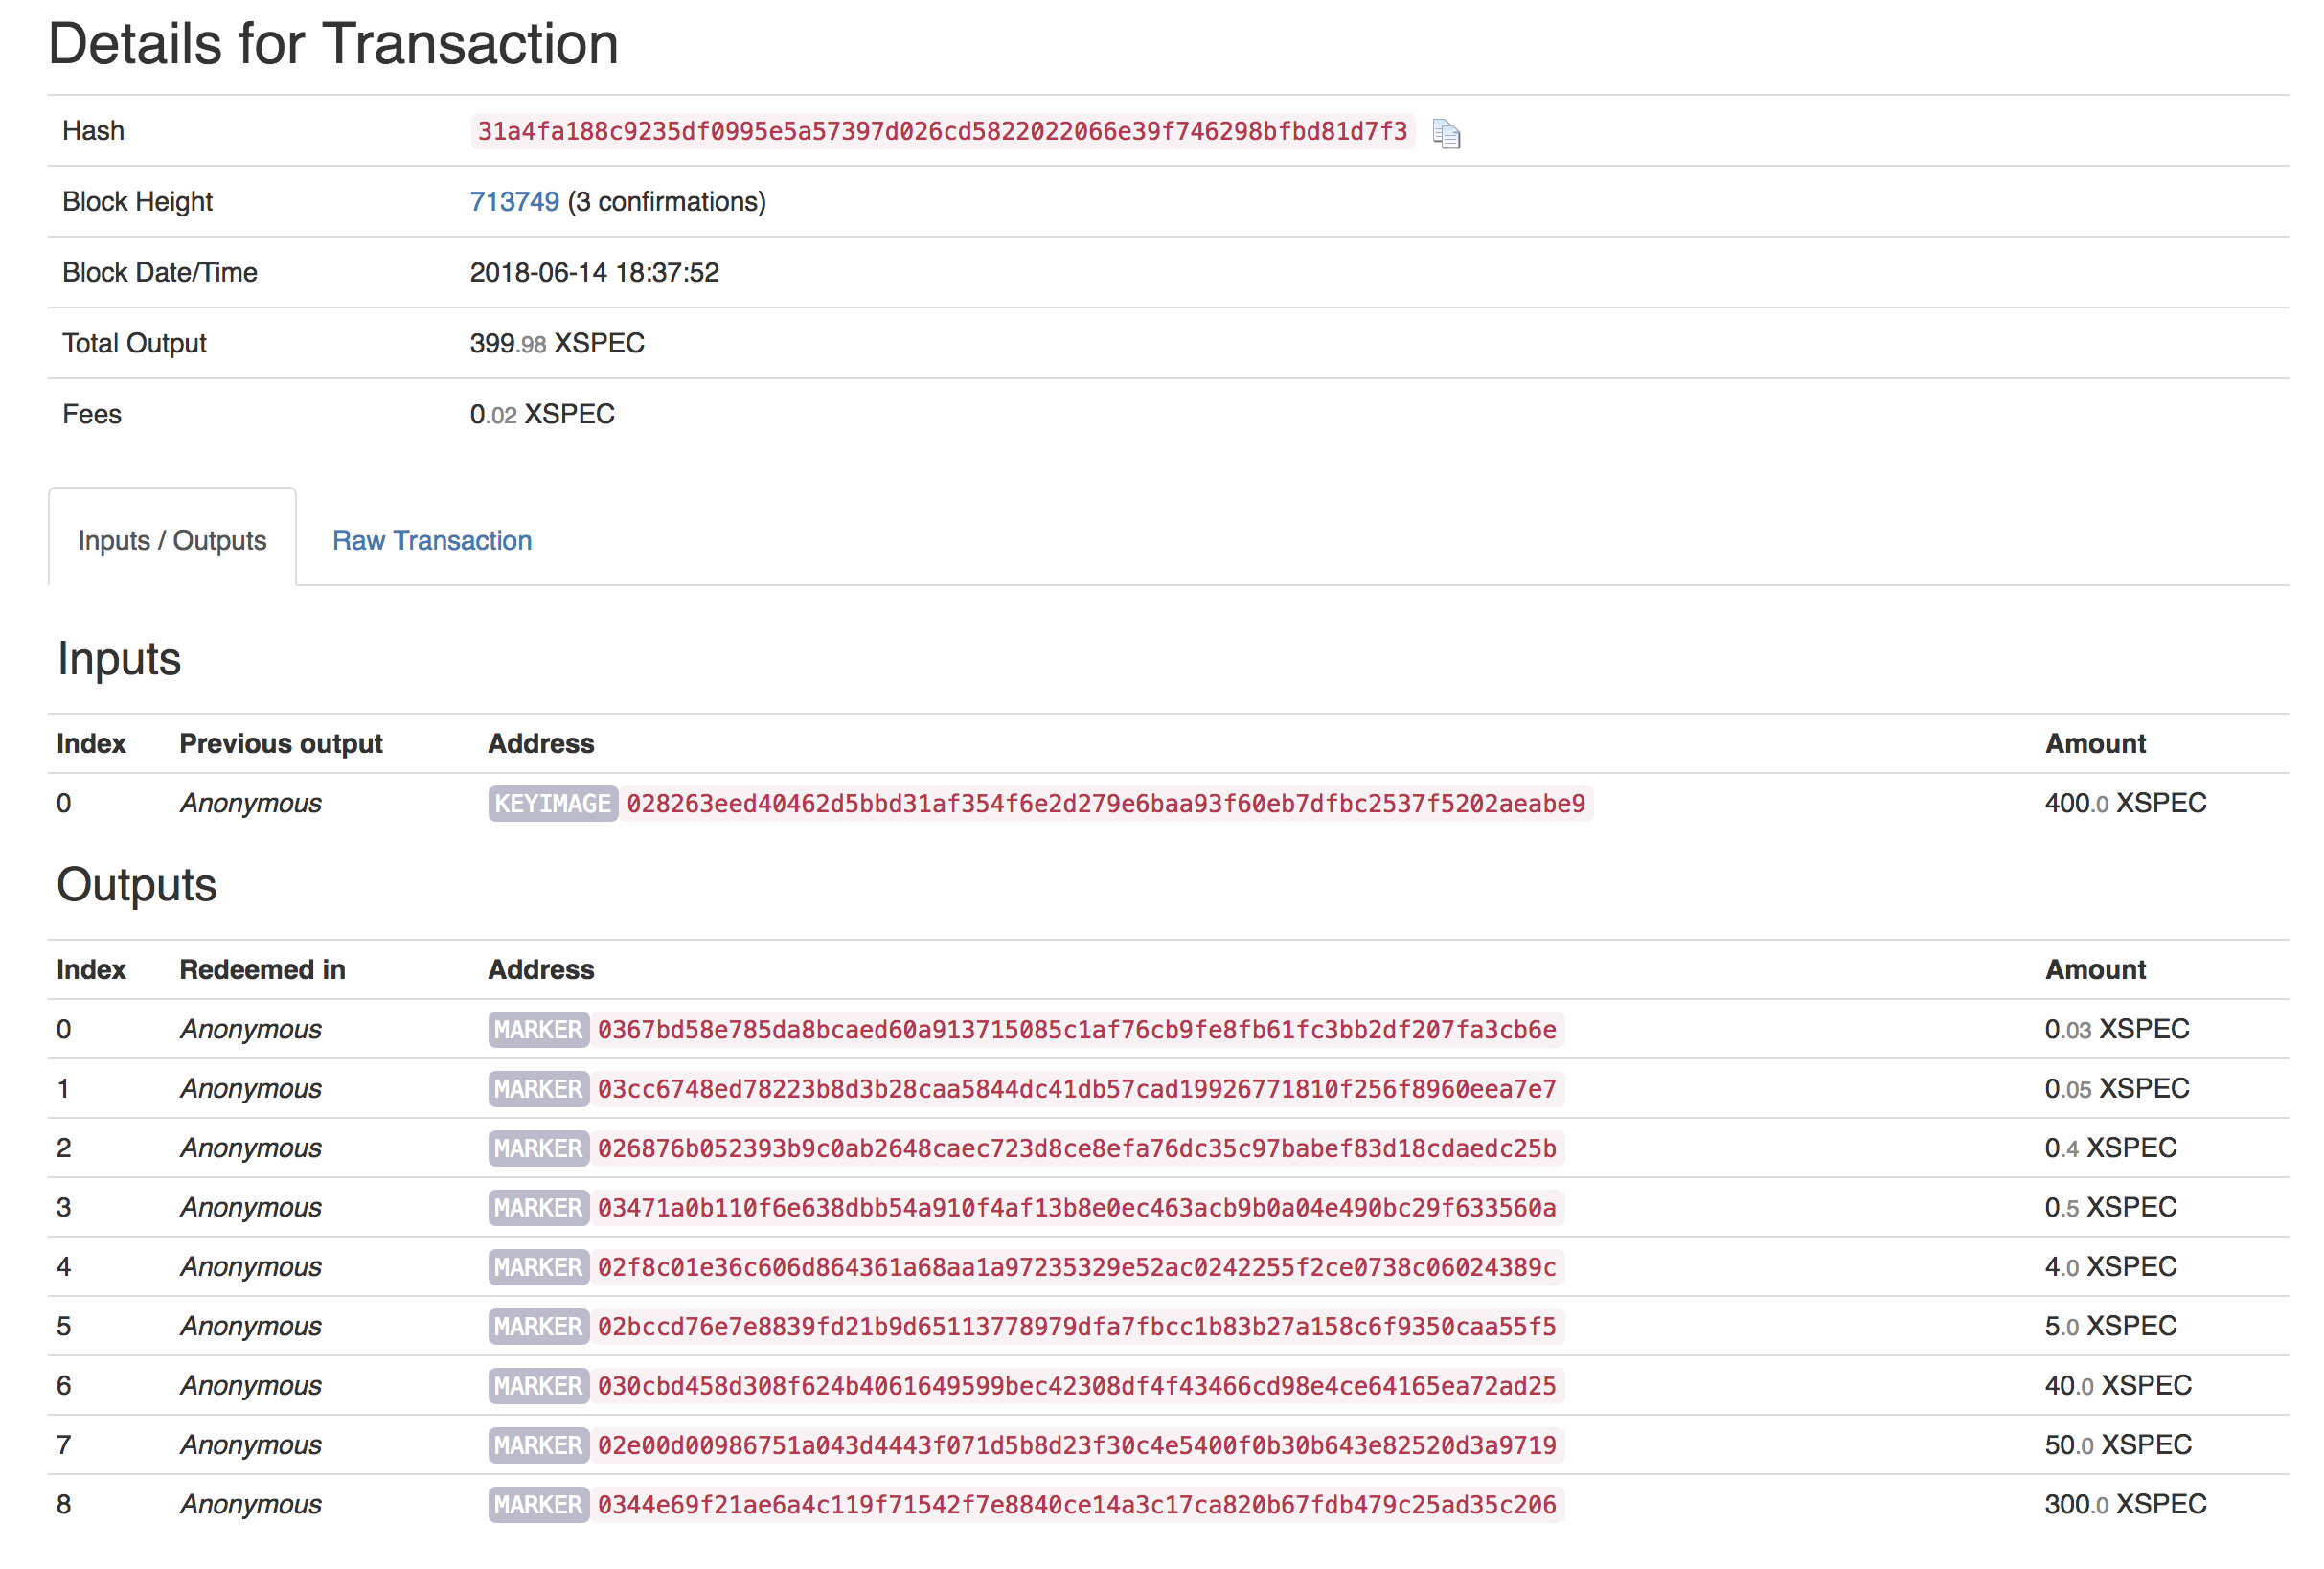 Details for Transaction
Hash 31a4fa188c9235df0995e5a57397d026cd5822022066e39f746298bfbd81d7f3
Block Height 713749 (3 confirmations)
Block Date/Time 2018-06-14 18:37:52
Total Output 399.98 XSPEC
Fees 0.02 XSPEC
Inputs / Outputs Raw Transaction
Inputs
Index Previous output Address Amount
0 Anonymous KEYIMAGE 028263eed40462d5bbd31af354f6e2d279e6baa93f60eb7dfbc2537f5202aeabe9 400.0 XSPEC
Outputs
Index Redeemed in Address Amount
0 Anonymous MARKER 0367bd58e785da8bcaed60a913715085c1af76cb9fe8fb61fc3bb2df207fa3cb6e 0.03 XSPEC
1 Anonymous MARKER 03cc6748ed78223b8d3b28caa5844dc41db57cad19926771810f256f8960eea7e7 0.05 XSPEC
2 Anonymous MARKER 026876b052393b9c0ab2648caec723d8ce8efa76dc35c97babef83d18cdaedc25b 0.4 XSPEC
3 Anonymous MARKER 03471a0b110f6e638dbb54a910f4af13b8e0ec463acb9b0a04e490bc29f633560a 0.5 XSPEC
4 Anonymous MARKER 02f8c01e36c606d864361a68aa1a97235329e52ac0242255f2ce0738c06024389c 4.0 XSPEC
5 Anonymous MARKER 02bccd76e7e8839fd21b9d65113778979dfa7fbcc1b83b27a158c6f9350caa55f5 5.0 XSPEC
6 Anonymous MARKER 030cbd458d308f624b4061649599bec42308df4f43466cd98e4ce64165ea72ad25 40.0 XSPEC
7 Anonymous MARKER 02e00d00986751a043d4443f071d5b8d23f30c4e5400f0b30b643e82520d3a9719 50.0 XSPEC
8 Anonymous MARKER 0344e69f21ae6a4c119f71542f7e8840ce14a3c17ca820b67fdb479c25ad35c206 300.0 XSPEC